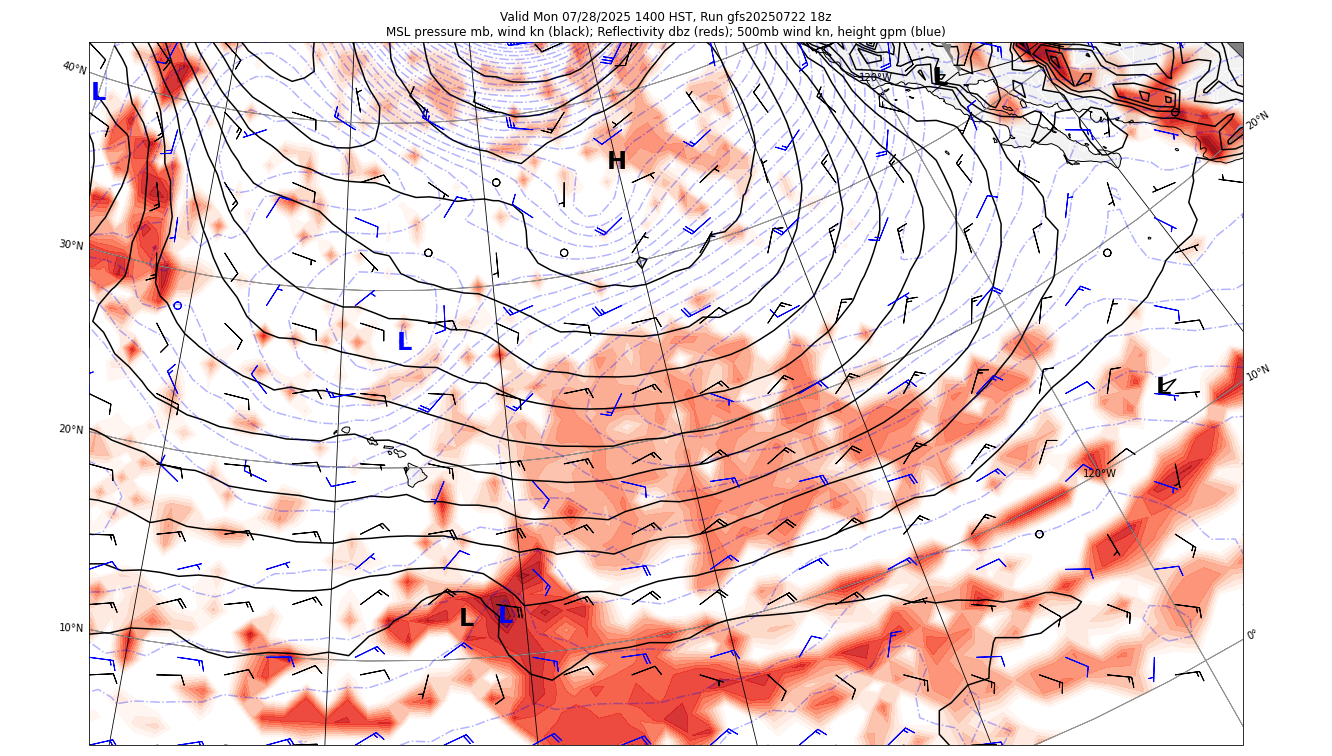 Valid Mon 07/28/2025 1400 HST, Run gfs20250722 18z
MSL pressure mb, wind kn (black); Reflectivity dbz (reds); 500mb wind kn, height gpm (blue)
40°N
120°W
L
L
20°N
H
30°N
L
10°N
L
20°N
120°W
10°N
L
L
0°